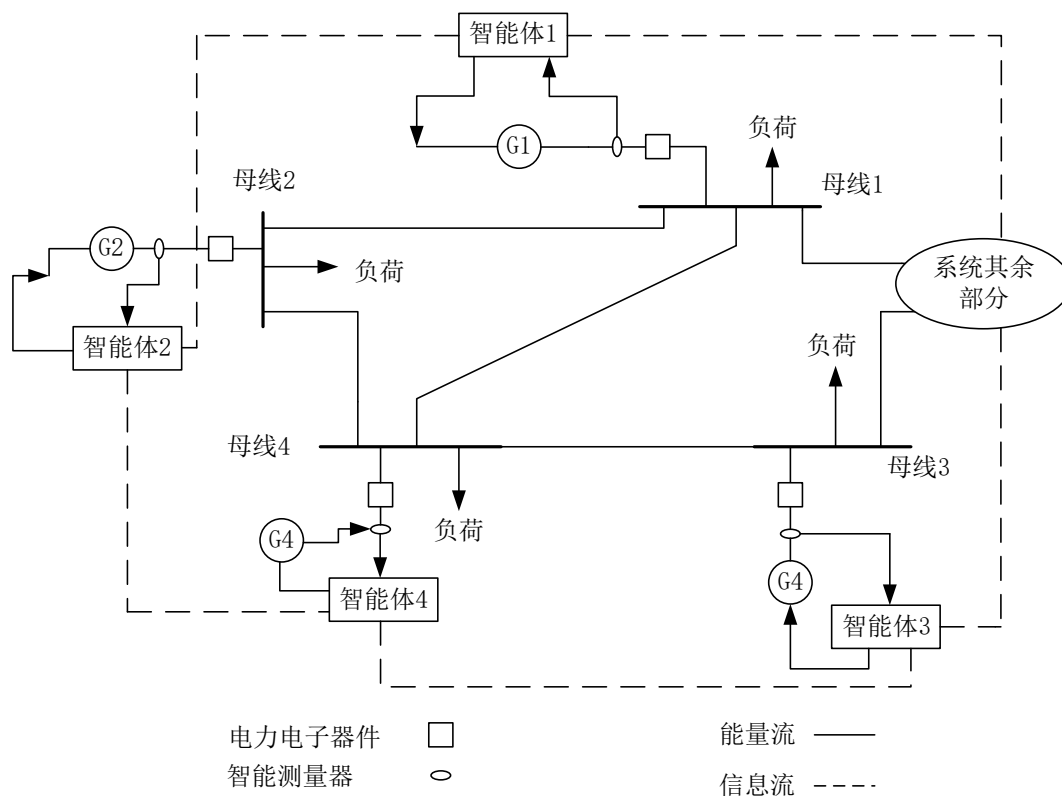 智能体1
负荷
G1
母线2
母线1
G2
系统其余
部分
负荷
智能体2
负荷
母线4
母线3
负荷
G4
G4
智能体4
智能体3
电力电子器件
能量流
智能测量器
信息流